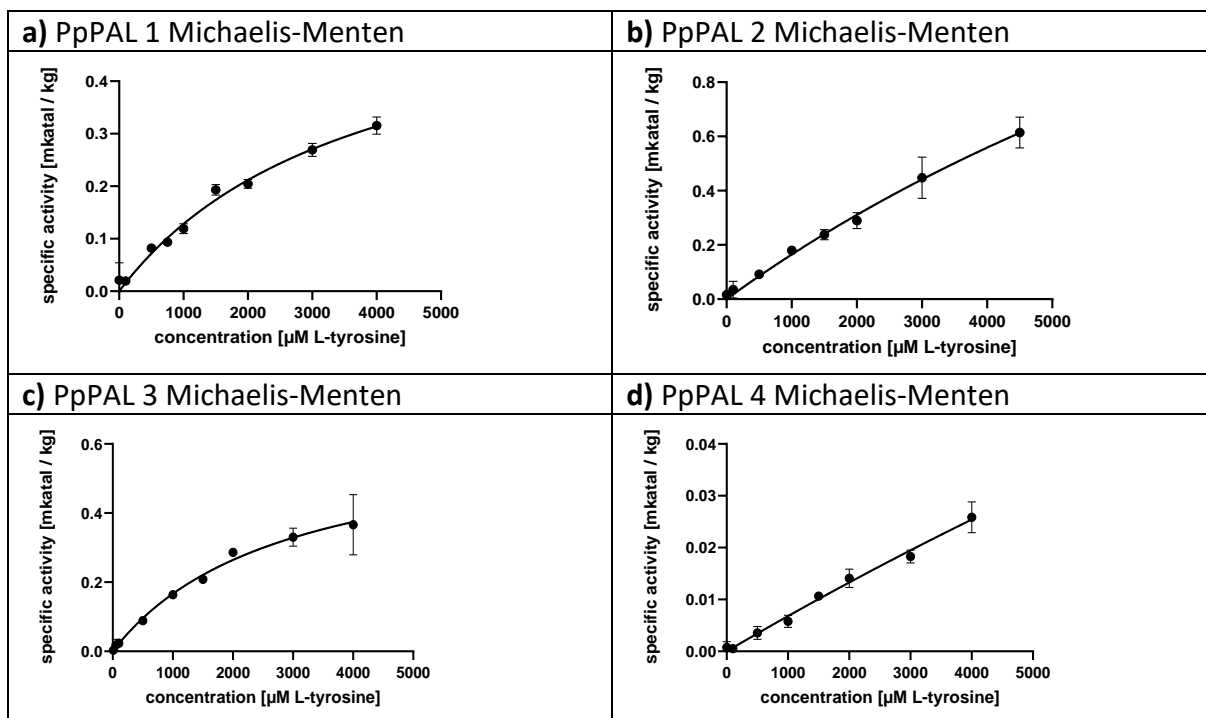 a) PpPAL 1 Michaelis-Menten
specific activity [mkatal / kg]
0.4
0.3
0.2
0.1
0.0
0 1000 2000 3000 4000 5000
concentration [µM L-tyrosine]
b) PpPAL 2 Michaelis-Menten
specific activity [mkatal / kg]
0.8
0.6
0.4
0.2
0.0
0 1000 2000 3000 4000 5000
concentration [µM L-tyrosine]
c) PpPAL 3 Michaelis-Menten
specific activity [mkatal / kg]
0.6
0.4
0.2
0.0
0 1000 2000 3000 4000 5000
concentration [µM L-tyrosine]
d) PpPAL 4 Michaelis-Menten
specific activity [mkatal / kg]
0.04
0.03
0.02
0.01
0.00
0 1000 2000 3000 4000 5000
concentration [µM L-tyrosine]